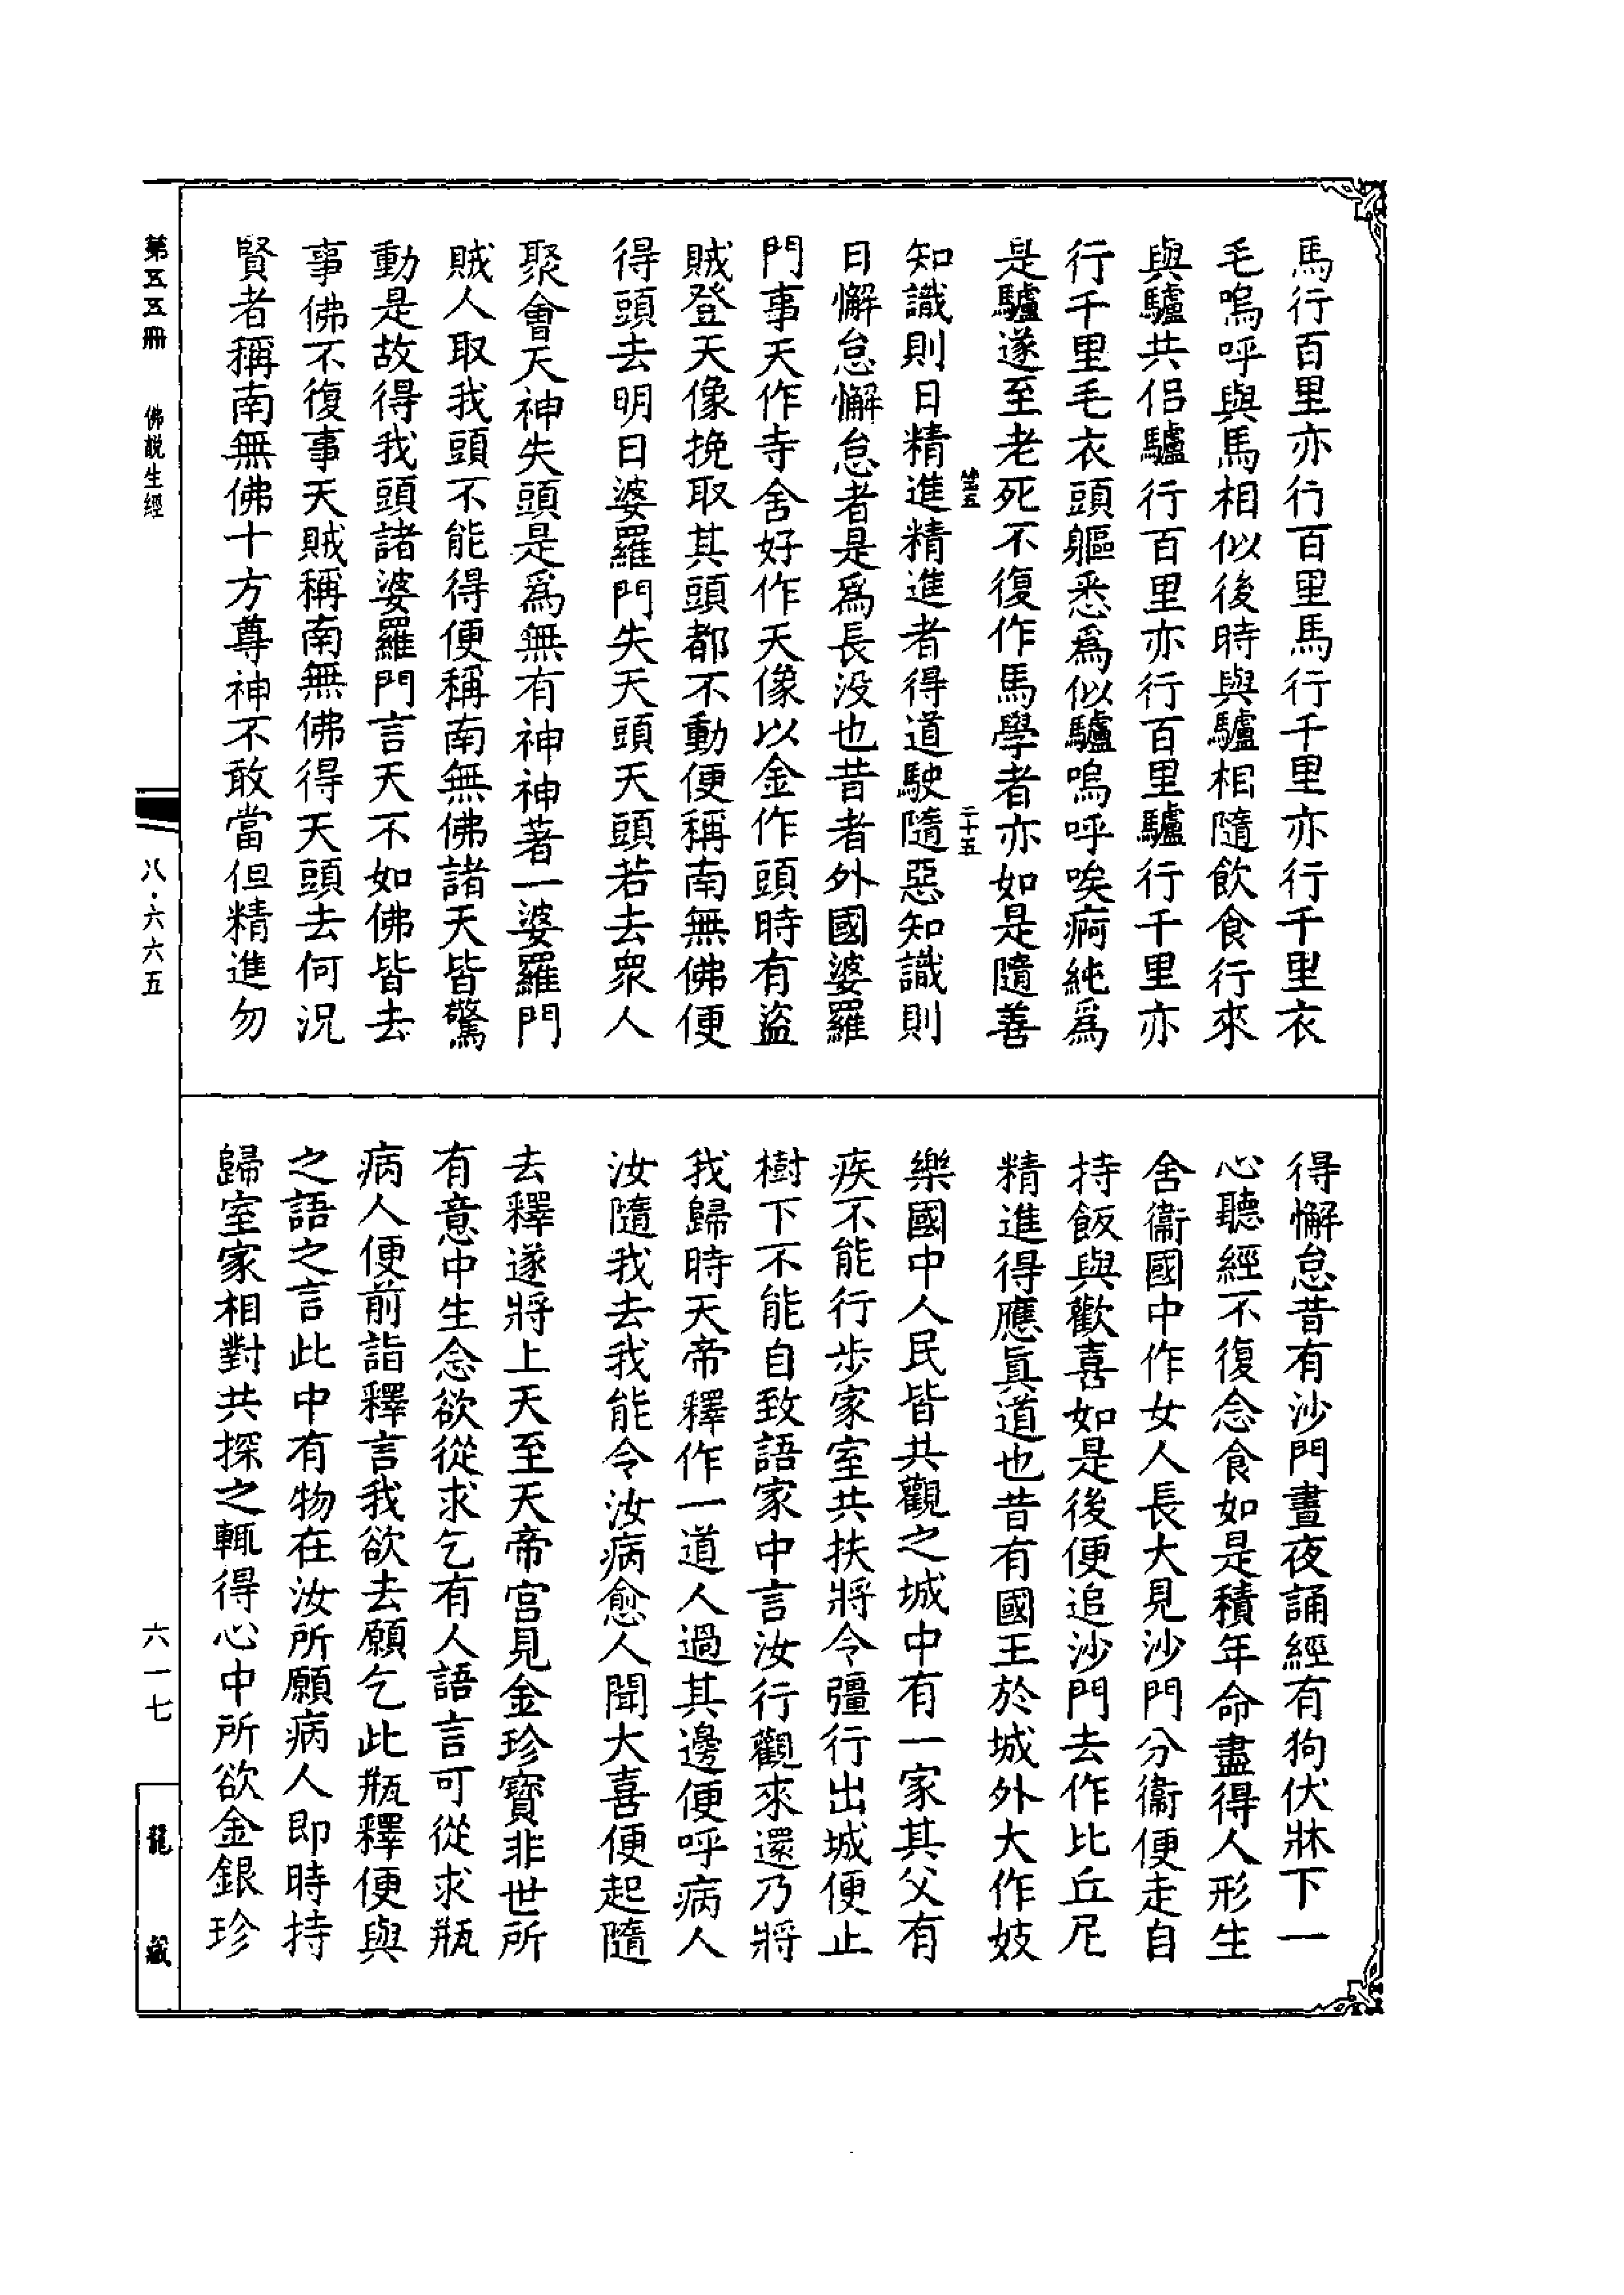 馬行百里亦行百里馬行千里亦行千里衣
毛嗚呼與馬相似後時與驢相隨飲食行來
與驢共侣驢行百里亦行百里驢行千里亦
行千里毛衣頭軀悉爲似驢嗚呼唉痾純爲
是驢遂至老死不復作馬學者亦如是隨善
二十五
知識則日精進精進者得道駛隨惡知識則
日懈怠懈怠者是爲長没也昔者外國婆羅
門事天作寺舍好作天像以金作頭時有盜
賊登天像挽取其頭都不動便稱南無佛便
得頭去明日婆羅門失天頭天頭若去衆人
聚會天神失頭是爲無有神神著一婆羅門
賊人取我頭不能得便稱南無佛諸天皆驚
動是故得我頭諸婆羅門言天不如佛皆去
事佛不復事天賊稱南無佛得天頭去何況
賢者稱南無佛十方尊神不敢當但精進勿
得懈怠昔有沙門晝夜誦經有狗伏牀下一
心聽經不復念食如是積年命盡得人形生
舍衞國中作女人長大見沙門分衞便走自
持飯與歡喜如是後便追沙門去作比丘尼
精進得應眞道也昔有國王於城外大作妓
樂國中人民皆共觀之城中有一家其父有
疾不能行步家室共扶將令彊行出城便止
樹下不能自致語家中言汝行觀來還乃將
我歸時天帝釋作一道人過其邊便呼病人
汝隨我去我能令汝病愈人聞大喜便起隨
去釋遂將上天至天帝宮見金珍寳非世所
有意中生念欲從求乞有人語言可從求瓶
病人便前詣釋言我欲去願乞此瓶釋便與
之語之言此中有物在汝所願病人即時持
歸室家相對共探之輒得心中所欲金銀珍
第五五冊 佛説生經
八·六六五
六一七
龍藏